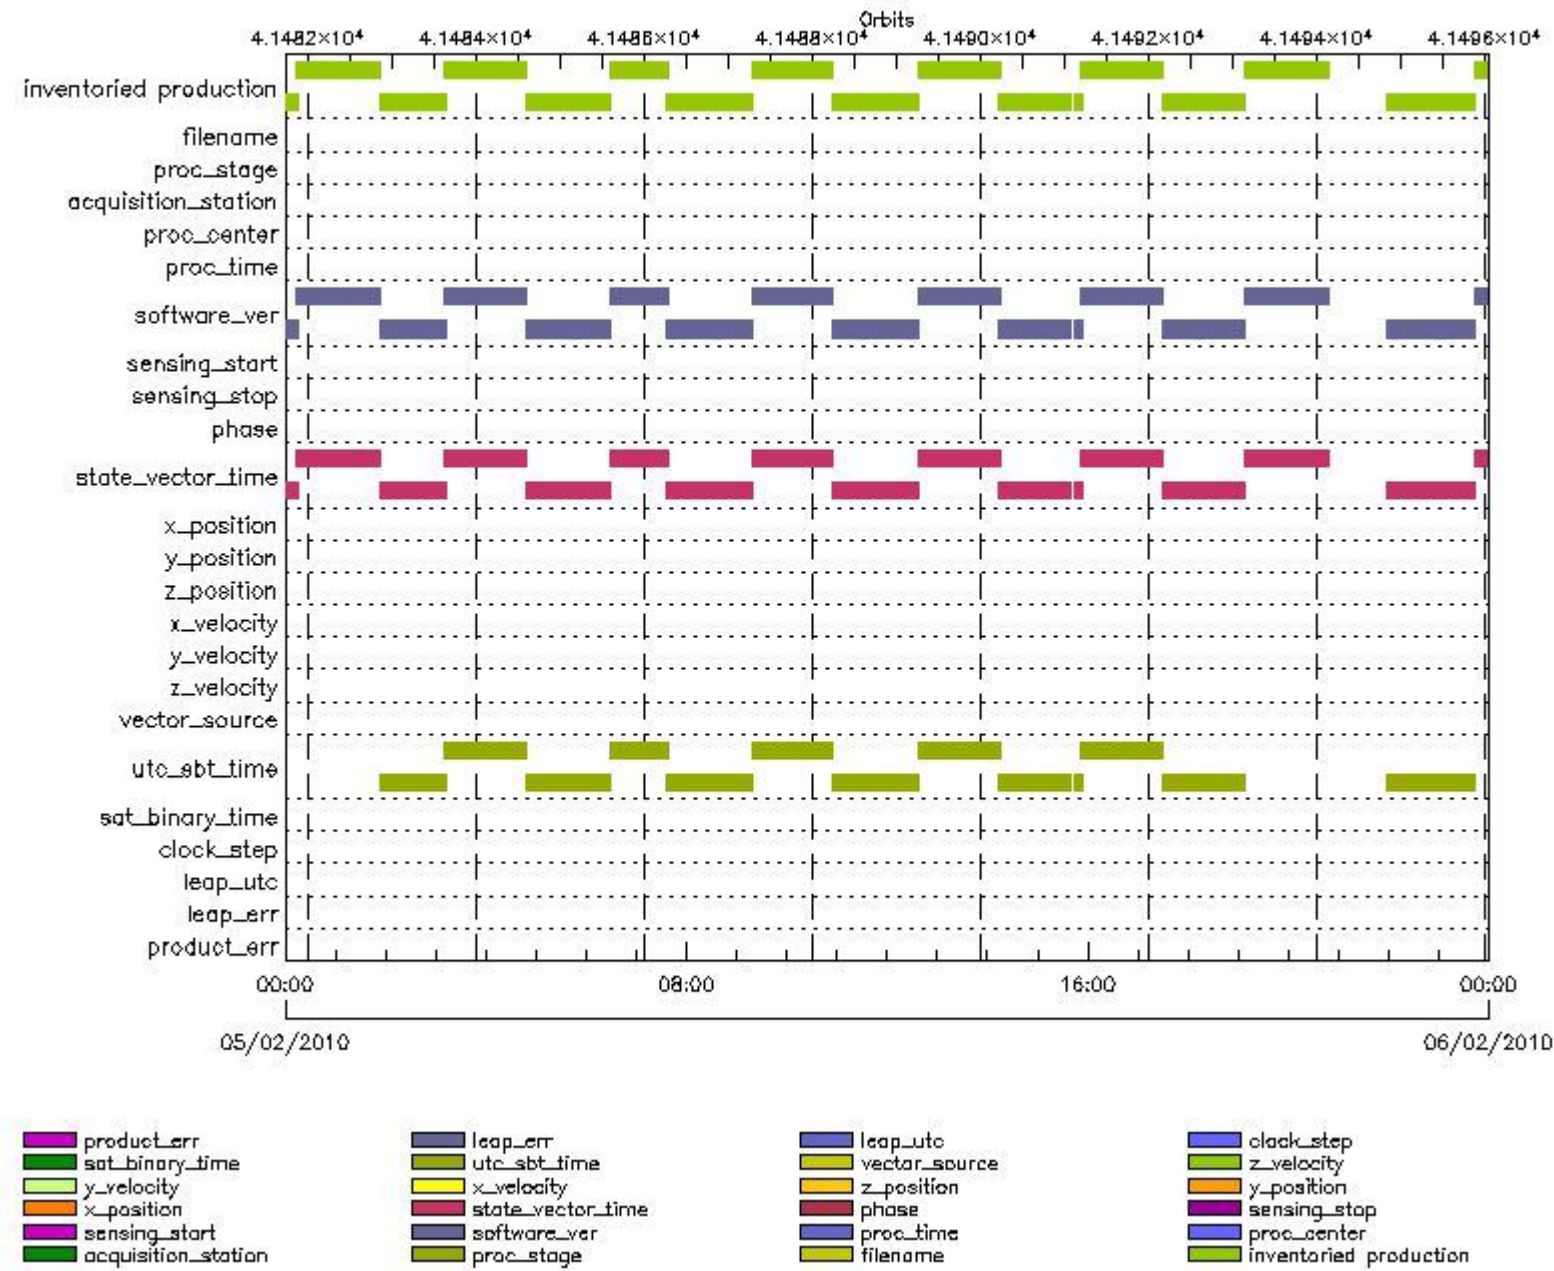 Orbits
4.1482×10⁴ 4.1484×10⁴ 4.1486×10⁴ 4.1488×10⁴ 4.1490×10⁴ 4.1492×10⁴ 4.1494×10⁴ 4.1496×10⁴
inventoried production
filename
proc_stage
acquisition_station
proc_center
proc_time
software_ver
sensing_start
sensing_stop
phase
state_vector_time
x_position
y_position
z_position
x_velocity
y_velocity
z_velocity
vector_source
utc_sbt_time
sat_binary_time
clock_step
leap_utc
leap_err
product_err
00:00 08:00 16:00 00:00
05/02/2010 06/02/2010
product_err leap_err leap_utc clock_step
sat_binary_time utc_sbt_time vector_source z_velocity
y_velocity x_velocity z_position y_position
x_position state_vector_time phase sensing_stop
sensing_start software_ver proc_time proc_center
acquisition_station proc_stage filename inventoried production